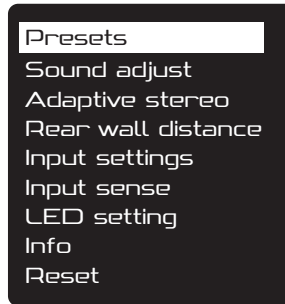 Presets
Sound adjust
Adaptive stereo
Rear wall distance
Input settings
Input sense
LED setting
Info
Reset